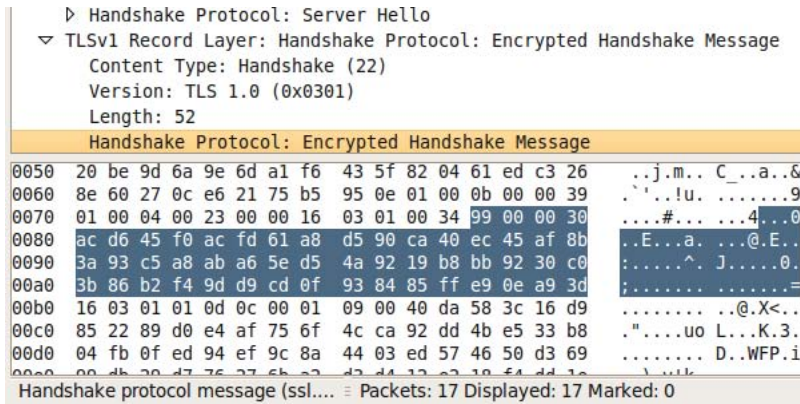 ▷ Handshake Protocol: Server Hello
▽ TLSv1 Record Layer: Handshake Protocol: Encrypted Handshake Message
Content Type: Handshake (22)
Version: TLS 1.0 (0x0301)
Length: 52
Handshake Protocol: Encrypted Handshake Message
0050 20 be 9d 6a 9e 6d a1 f6 43 5f 82 04 61 ed c3 26 ..j.m.. C_..a..&
0060 8e 60 27 0c e6 21 75 b5 95 0e 01 00 0b 00 00 39 .`'..!u. .......9
0070 01 00 04 00 23 00 00 16 03 01 00 34 99 00 00 30 ....#... ...4...0
0080 ac d6 45 f0 ac fd 61 a8 d5 90 ca 40 ec 45 af 8b ..E...a. ...@.E..
0090 3a 93 c5 a8 ab a6 5e d5 4a 92 19 b8 bb 92 30 c0 :.....^. J.....0.
00a0 3b 86 b2 f4 9d d9 cd 0f 93 84 85 ff e9 0e a9 3d ;....... .......=
00b0 16 03 01 01 0d 0c 00 01 09 00 40 da 58 3c 16 d9 ........ ..@.X<..
00c0 85 22 89 d0 e4 af 75 6f 4c ca 92 dd 4b e5 33 b8 ."....uo L...K.3.
00d0 04 fb 0f ed 94 ef 9c 8a 44 03 ed 57 46 50 d3 69 ........ D..WFP.i
Handshake protocol message (ssl.... Packets: 17 Displayed: 17 Marked: 0